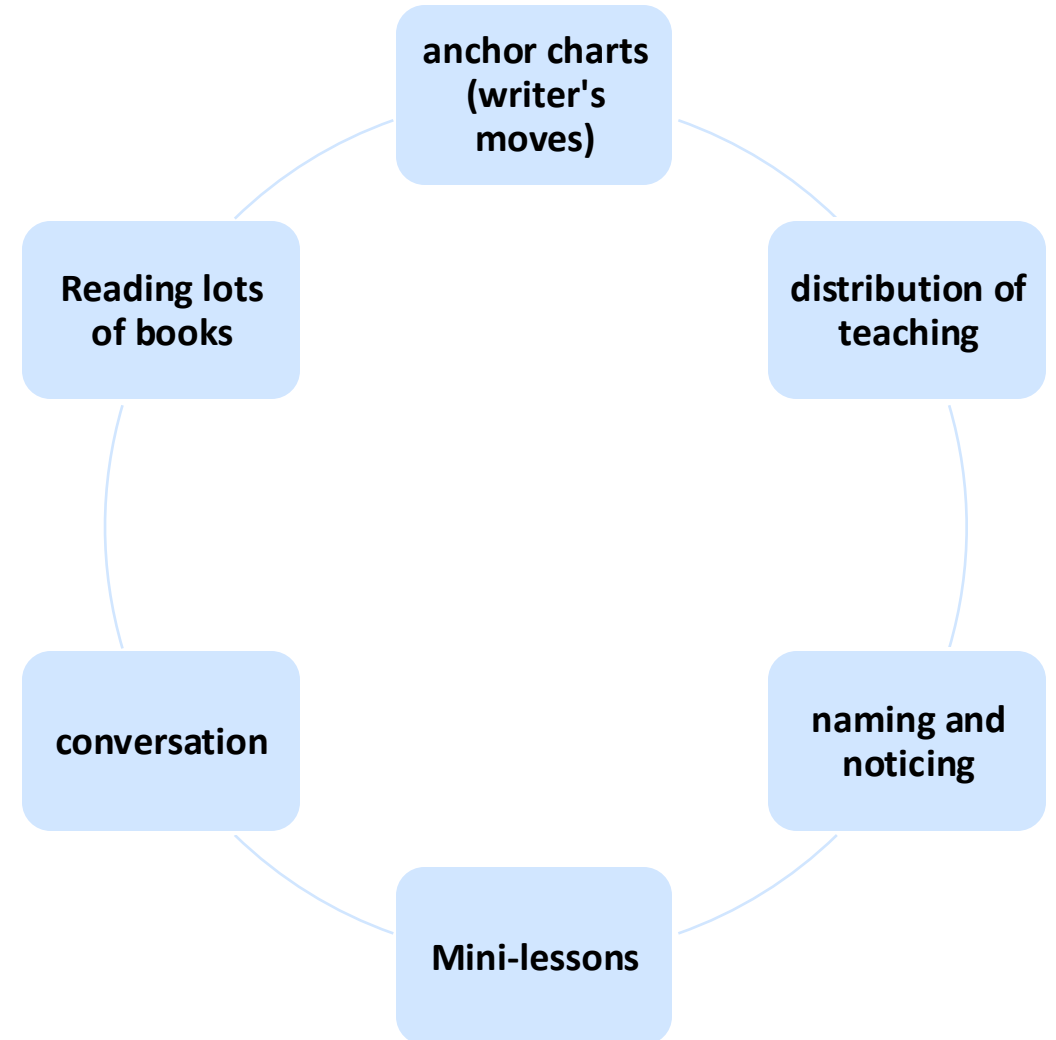 anchor charts
(writer's
moves)
distribution of
teaching
naming and
noticing
Mini-lessons
conversation
Reading lots
of books